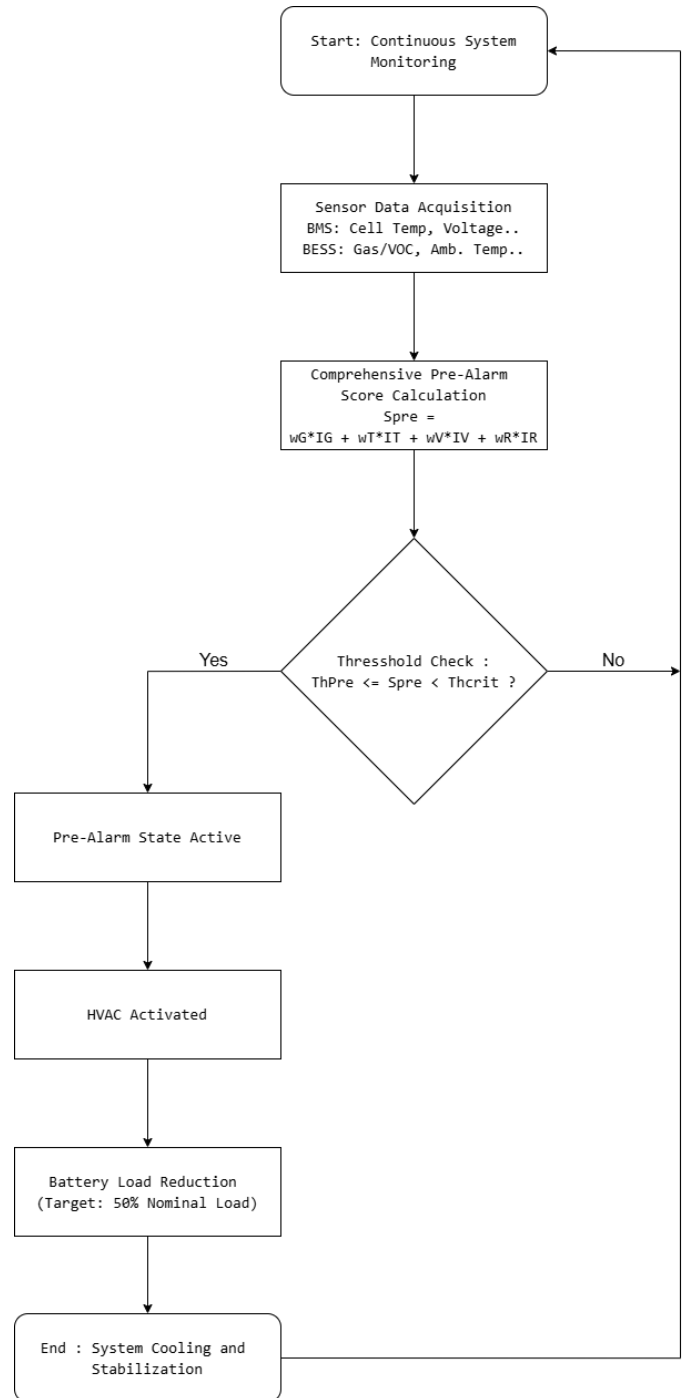 Start: Continuous System
Monitoring
Sensor Data Acquisition
BMS: Cell Temp, Voltage..
BESS: Gas/VOC, Amb. Temp..
Comprehensive Pre-Alarm
Score Calculation
Spre =
wG*IG + wT*IT + wV*IV + wR*IR
Thresshold Check :
ThPre <= Spre < Thcrit ?
Yes
No
Pre-Alarm State Active
HVAC Activated
Battery Load Reduction
(Target: 50% Nominal Load)
End : System Cooling and
Stabilization